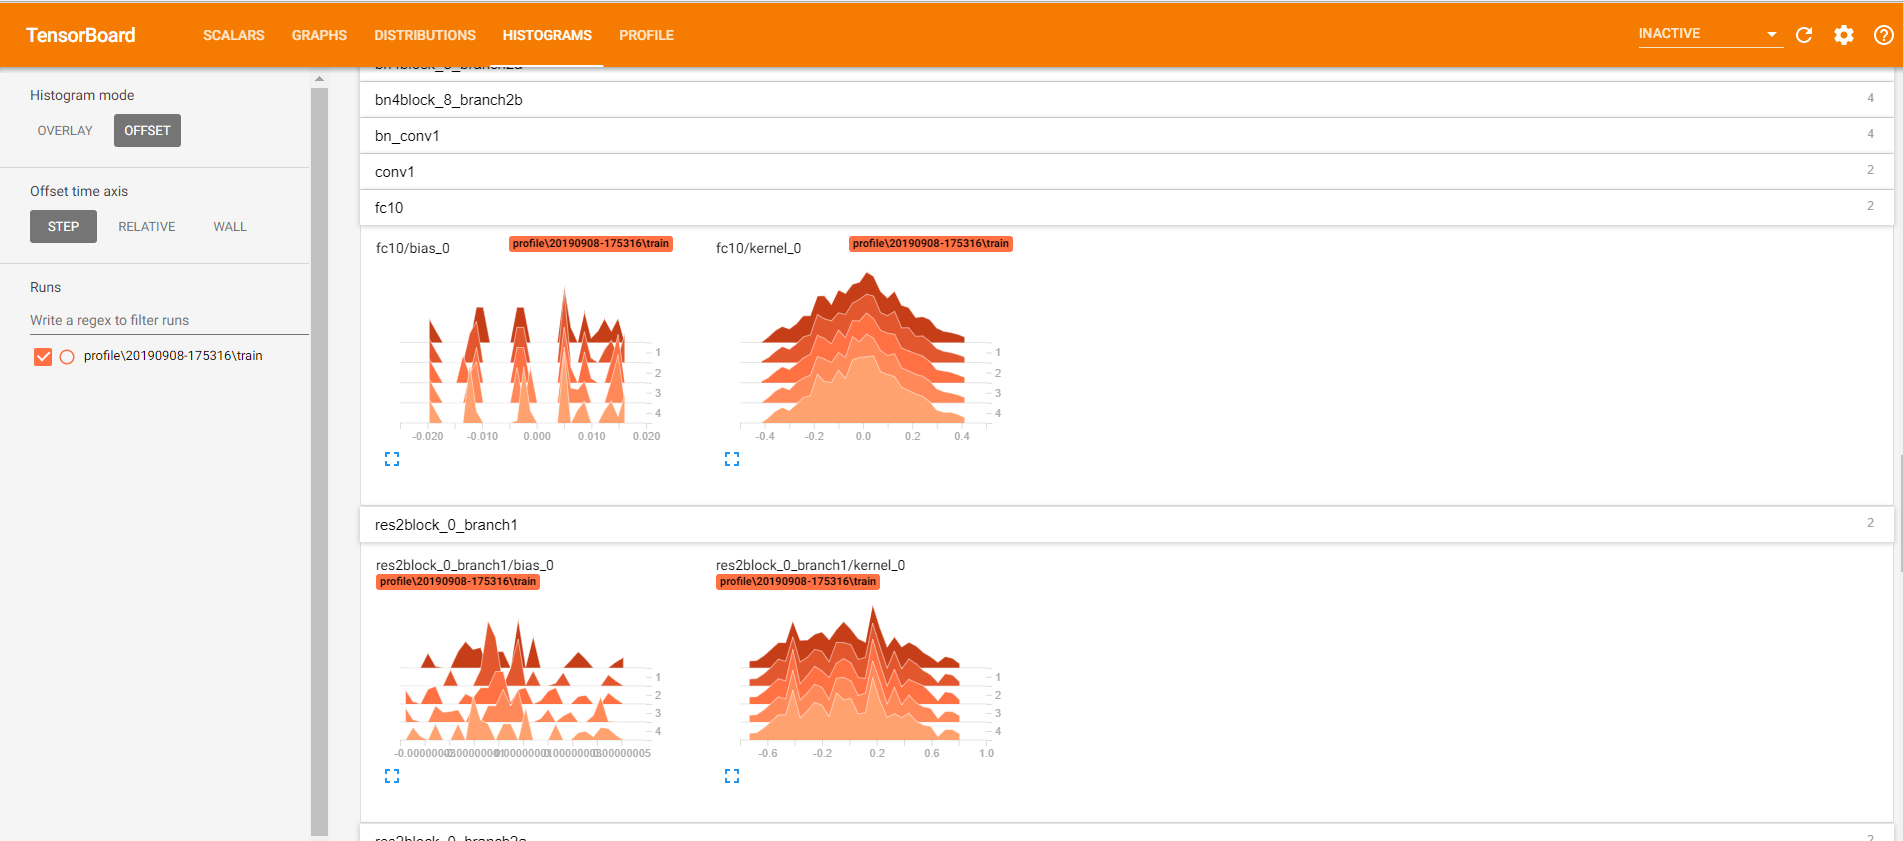 TensorBoard SCALARS GRAPHS DISTRIBUTIONS HISTOGRAMS PROFILE INACTIVE
Histogram mode
OVERLAY OFFSET
Offset time axis
STEP RELATIVE WALL
Runs
Write a regex to filter runs
profile\20190908-175316\train
bn4block_8_branch2b 4
bn_conv1 4
conv1 2
fc10 2
fc10/bias_0 profile\20190908-175316\train
1
2
3
4
-0.020 -0.010 0.000 0.010 0.020
fc10/kernel_0 profile\20190908-175316\train
1
2
3
4
-0.4 -0.2 0.0 0.2 0.4
res2block_0_branch1 2
res2block_0_branch1/bias_0
profile\20190908-175316\train
1
2
3
4
res2block_0_branch1/kernel_0
profile\20190908-175316\train
1
2
3
4
-0.6 -0.2 0.2 0.6 1.0
res2block_0_branch2a 2